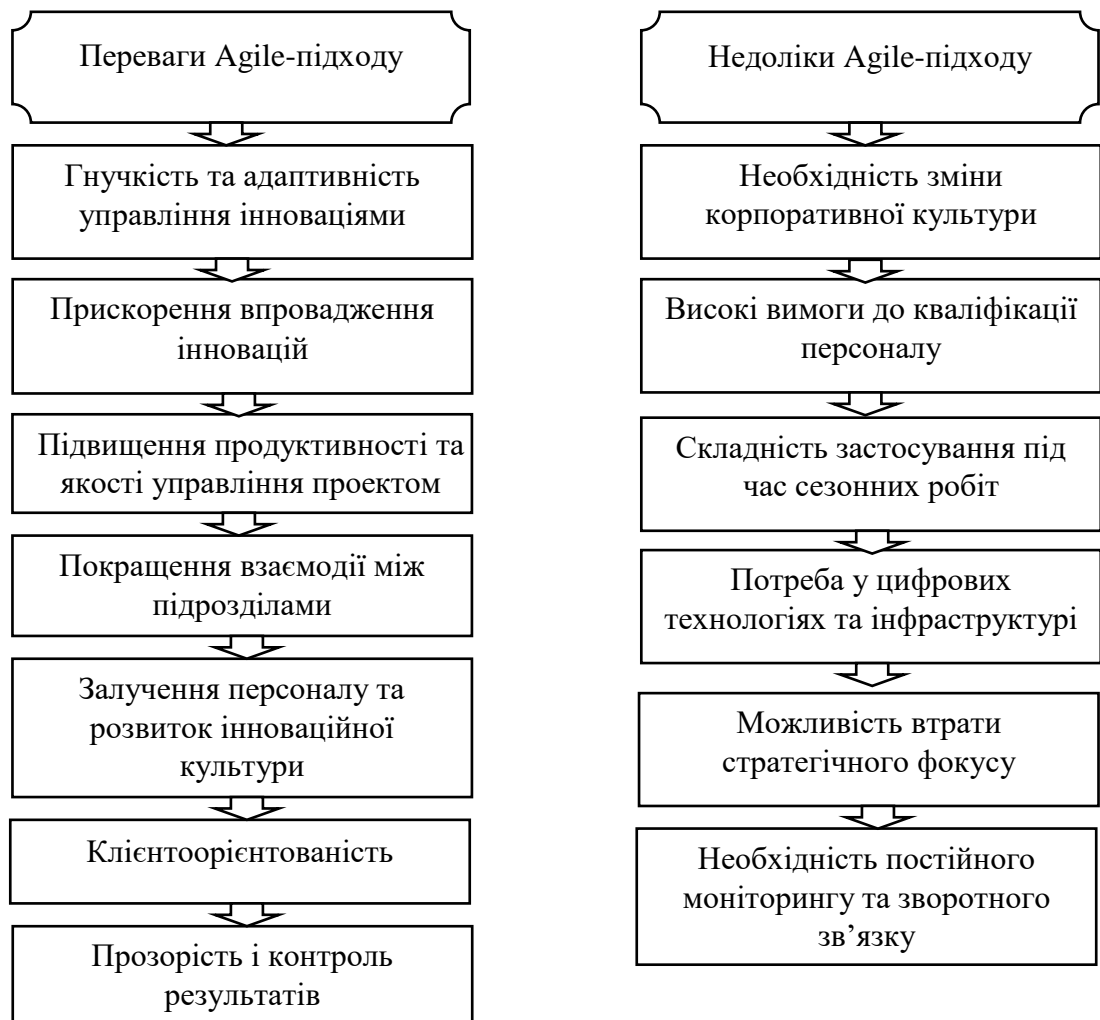 Переваги Agile-підходу
Гнучкість та адаптивність
управління інноваціями
Прискорення впровадження
інновацій
Підвищення продуктивності та
якості управління проектом
Покращення взаємодії між
підрозділами
Залучення персоналу та
розвиток інноваційної
культури
Клієнтоорієнтованість
Прозорість і контроль
результатів
Недоліки Agile-підходу
Необхідність зміни
корпоративної культури
Високі вимоги до кваліфікації
персоналу
Складність застосування під
час сезонних робіт
Потреба у цифрових
технологіях та інфраструктурі
Можливість втрати
стратегічного фокусу
Необхідність постійного
моніторингу та зворотного
зв’язку